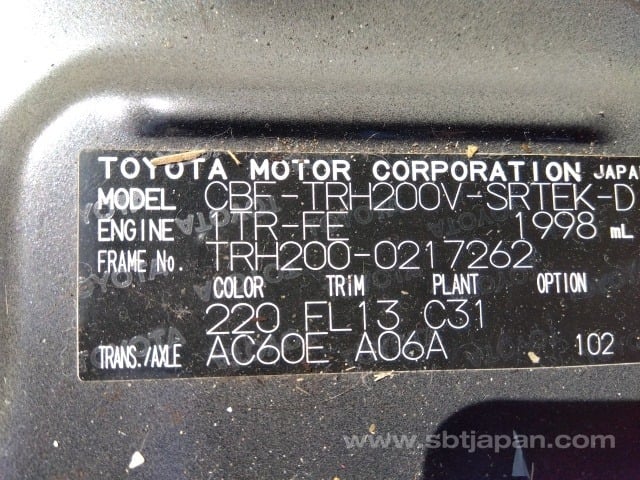 TOYOTA MOTOR CORPORATION JAPAN
MODEL CBF-TRH200V-SRTEK-D
ENGINE 1TR-FE 1998 mL
FRAME No. TRH200-0217262
COLOR TRIM PLANT OPTION
220 FL13 C31
TRANS./AXLE AC60E A06A 102
www.sbtjapan.com